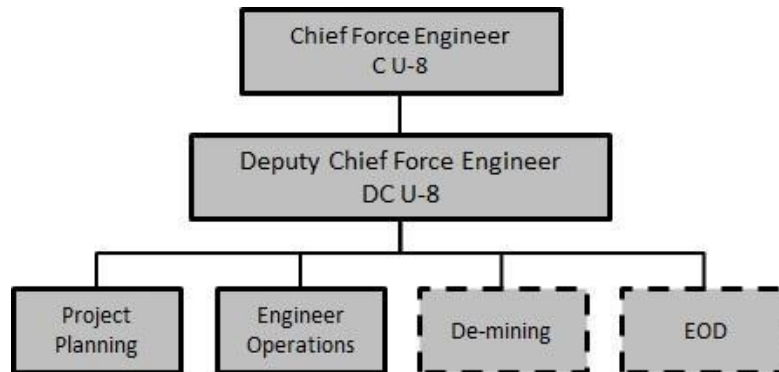 Chief Force Engineer
C U-8
Deputy Chief Force Engineer
DC U-8
Project
Planning
Engineer
Operations
De-mining
EOD